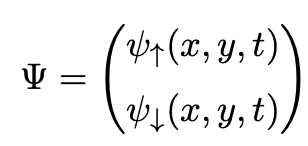 Ψ = (ψ↑(x, y, t)
ψ↓(x, y, t))